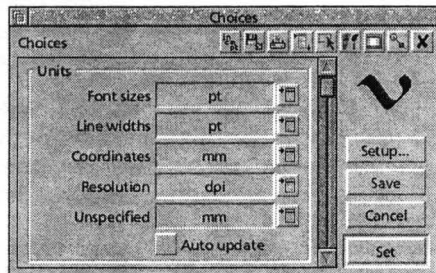 Choices
Choices
Units
Font sizes pt
Line widths pt
Coordinates mm
Resolution dpi
Unspecified mm
Auto update
Setup...
Save
Cancel
Set